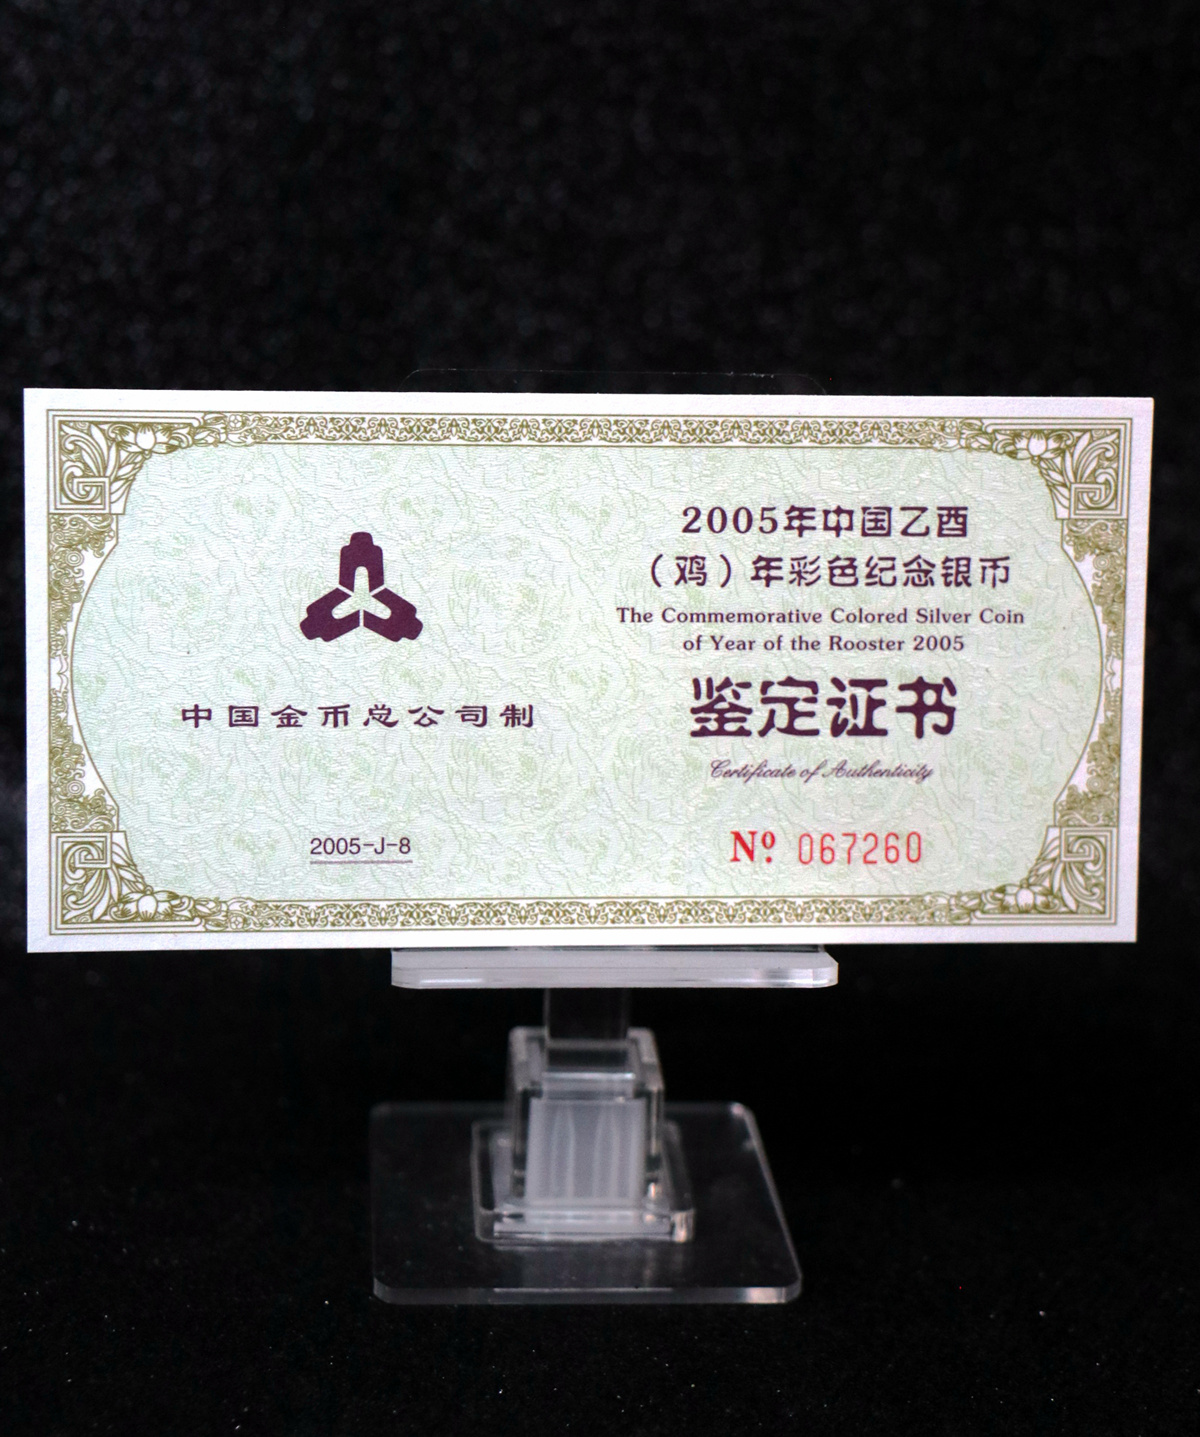 2005年中国乙酉
（鸡）年彩色纪念银币
The Commemorative Colored Silver Coin
of Year of the Rooster 2005
鉴定证书
Certificate of Authenticity
Nº 067260
中国金币总公司制
2005-J-8